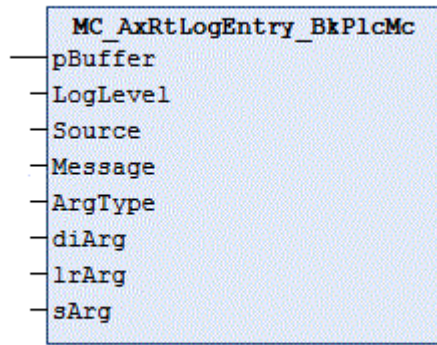 MC_AxRtLogEntry_BkPlcMc
pBuffer
LogLevel
Source
Message
ArgType
diArg
lrArg
sArg